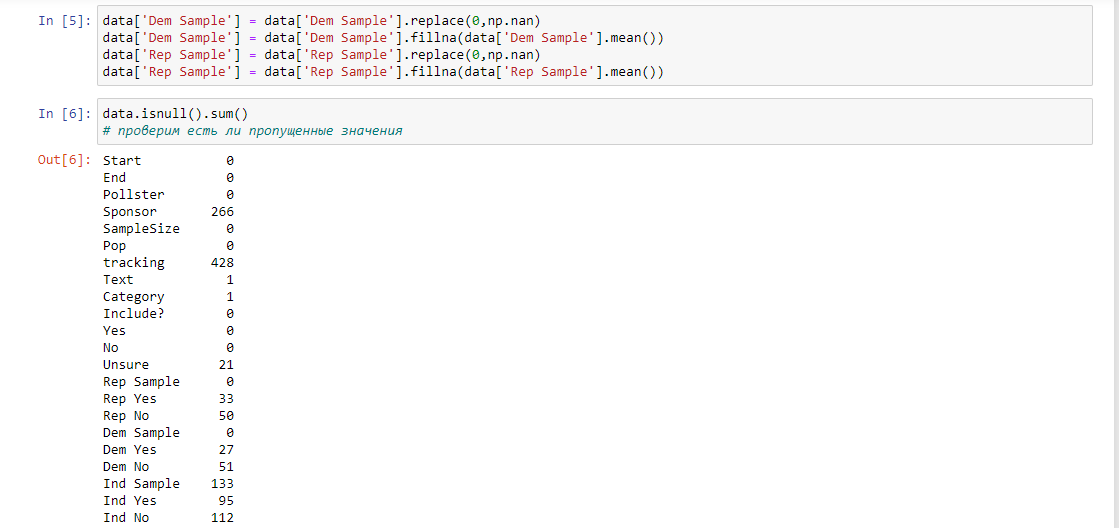 In [5]: data['Dem Sample'] = data['Dem Sample'].replace(0,np.nan)
data['Dem Sample'] = data['Dem Sample'].fillna(data['Dem Sample'].mean())
data['Rep Sample'] = data['Rep Sample'].replace(0,np.nan)
data['Rep Sample'] = data['Rep Sample'].fillna(data['Rep Sample'].mean())
In [6]: data.isnull().sum()
# проверим есть ли пропущенные значения
Out[6]: Start 0
End 0
Pollster 0
Sponsor 266
SampleSize 0
Pop 0
tracking 428
Text 1
Category 1
Include? 0
Yes 0
No 0
Unsure 21
Rep Sample 0
Rep Yes 33
Rep No 50
Dem Sample 0
Dem Yes 27
Dem No 51
Ind Sample 133
Ind Yes 95
Ind No 112